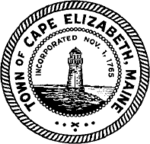 TOWN OF CAPE ELIZABETH, MAINE
INCORPORATED NOV. 1, 1765